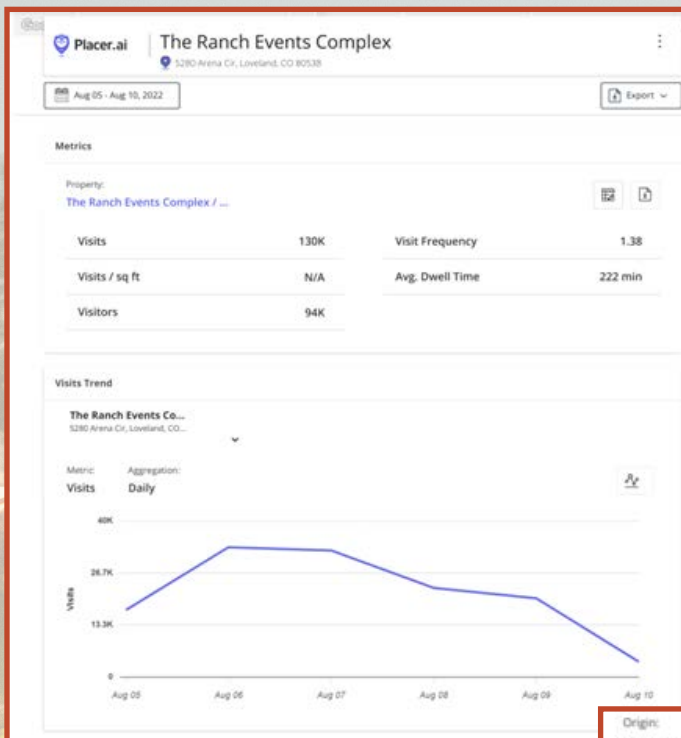 Placer.ai
The Ranch Events Complex
5280 Arena Cir, Loveland, CO 80538
Aug 05 - Aug 10, 2022
Export
Metrics
Property:
The Ranch Events Complex / ...
Visits 130K Visit Frequency 1.38
Visits / sq ft N/A Avg. Dwell Time 222 min
Visitors 94K
Visits Trend
The Ranch Events Co...
5280 Arena Cir, Loveland, CO...
Metric: Aggregation:
Visits Daily
40K
26.7K
13.3K
0
Visits
Aug 05 Aug 06 Aug 07 Aug 08 Aug 09 Aug 10
Origin: